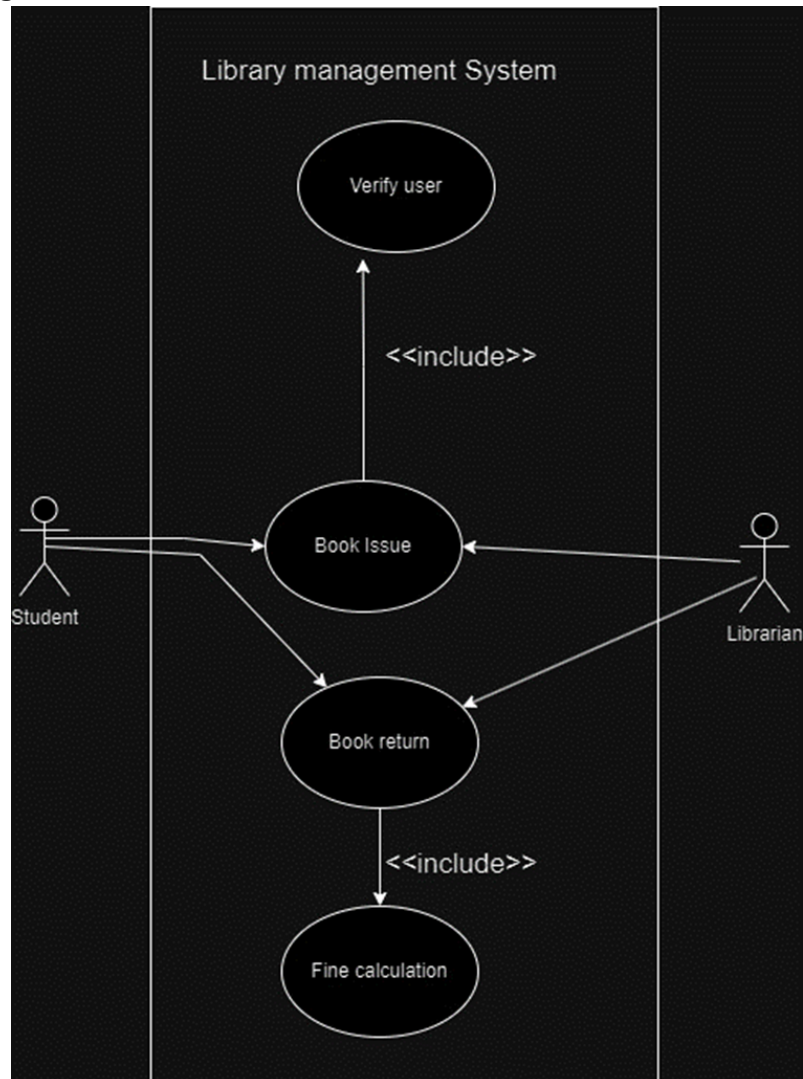 Library management System
Verify user
<<include>>
Book Issue
Student
Librarian
Book return
<<include>>
Fine calculation